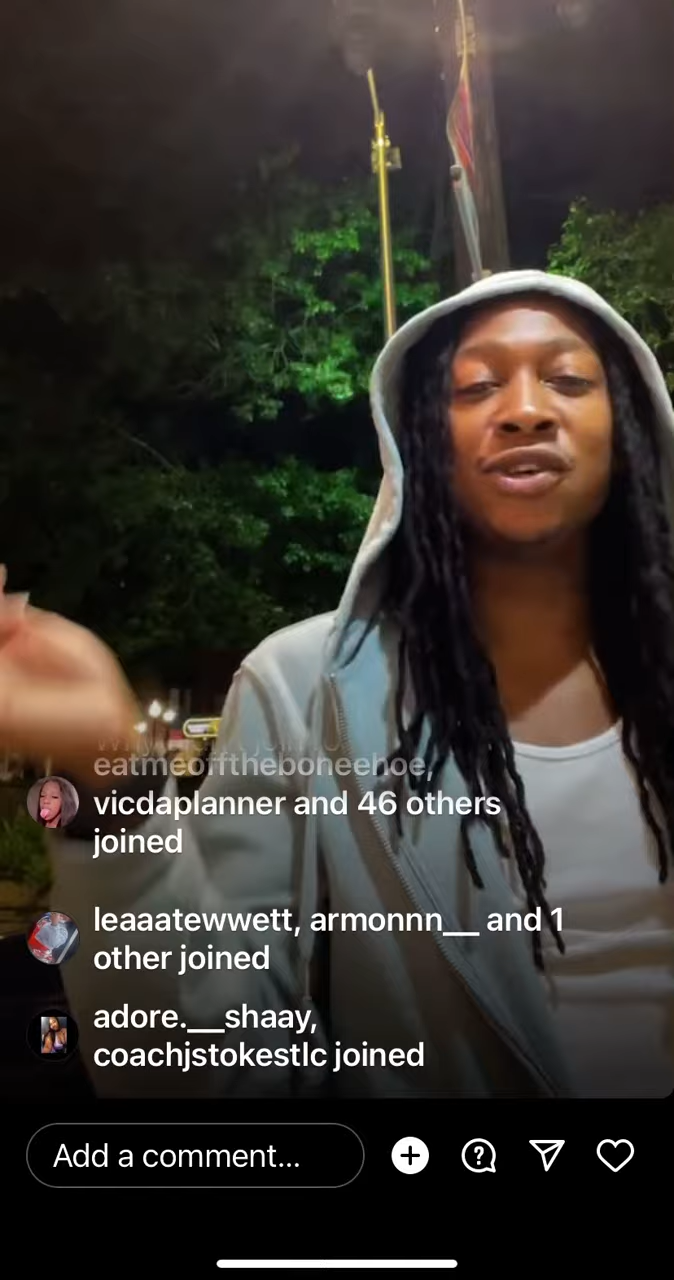 eatmeofftheboneehoe,
vicdaplanner and 46 others
joined
leaaatewwett, armonnn__ and 1
other joined
adore.__shaay,
coachjstokestlc joined
Add a comment...